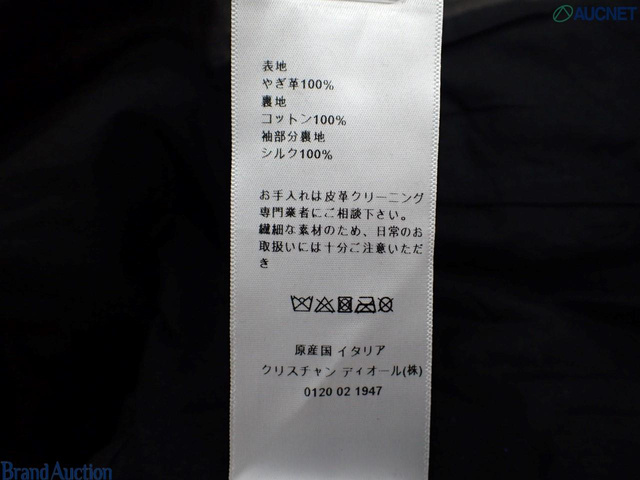 AUCNET
表地
やぎ革100%
裏地
コットン100%
袖部分裏地
シルク100%
お手入れは皮革クリーニング
専門業者にご相談下さい。
繊細な素材のため、日常のお
取扱いには十分ご注意いただ
き
原産国 イタリア
クリスチャン ディオール(株)
0120 02 1947
Brand Auction